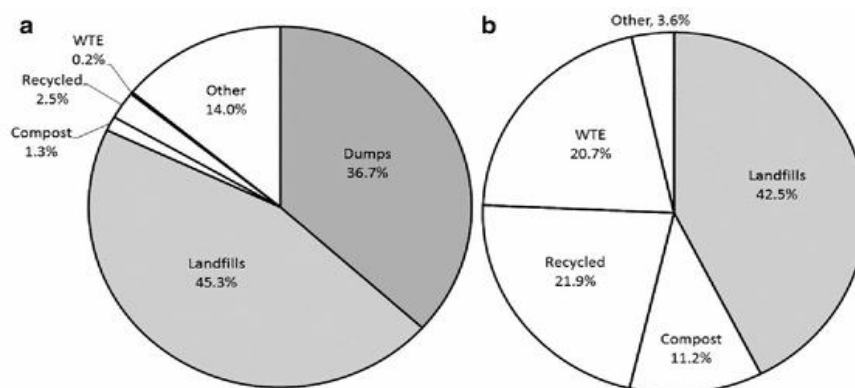 a
WTE
0.2%
Recycled
2.5%
Compost
1.3%
Other
14.0%
Dumps
36.7%
Landfills
45.3%
b
Other, 3.6%
WTE
20.7%
Landfills
42.5%
Recycled
21.9%
Compost
11.2%